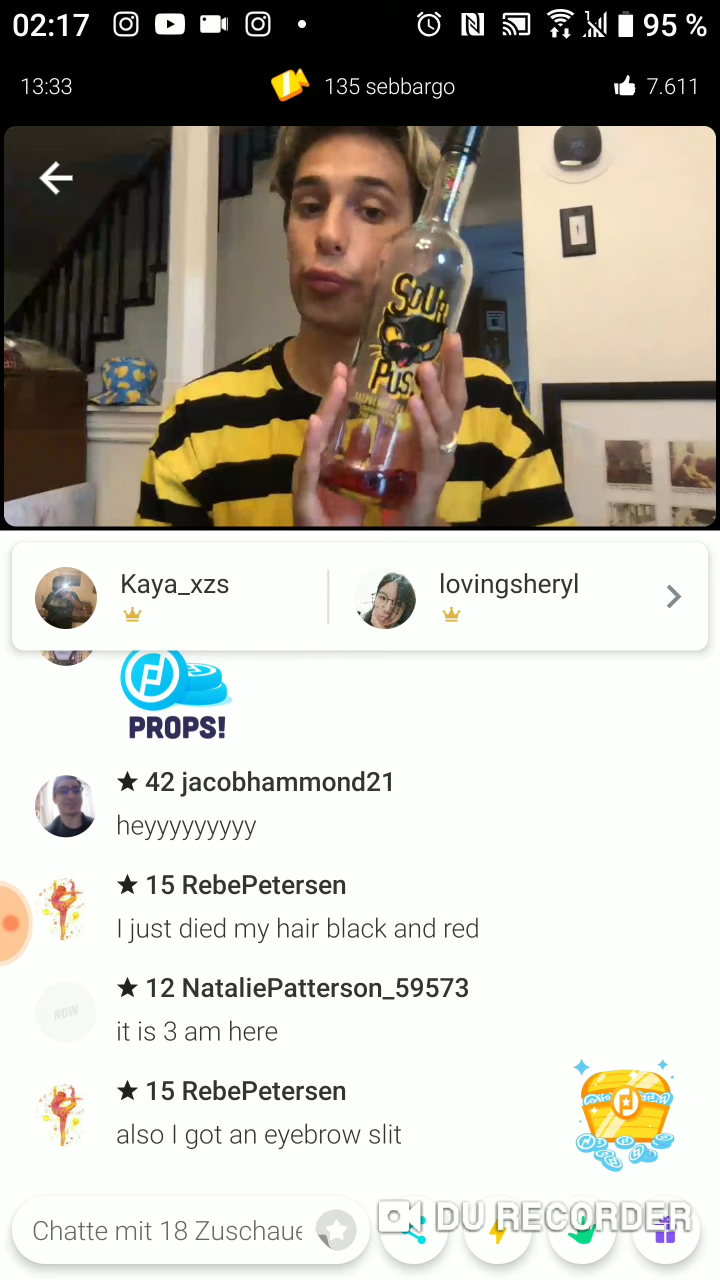 02:17 95 %
13:33 135 sebbargo 7.611
SOUR
PUSS
Kaya_xzs lovingsheryl
PROPS!
★ 42 jacobhammond21
heyyyyyyyyy
★ 15 RebePetersen
I just died my hair black and red
NOW
★ 12 NataliePatterson_59573
it is 3 am here
★ 15 RebePetersen
also I got an eyebrow slit
Chatte mit 18 Zuschaue
DU RECORDER